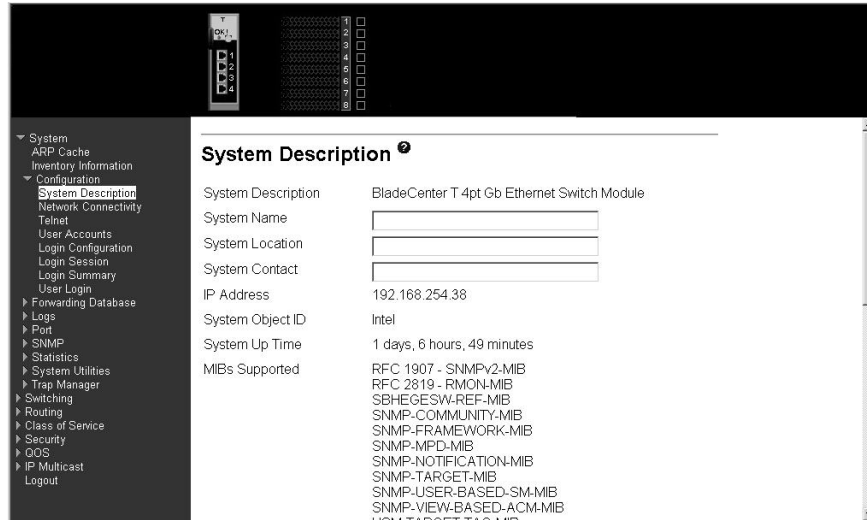 T
OK!
1
2
3
4
1
2
3
4
5
6
7
8
System
ARP Cache
Inventory Information
Configuration
System Description
Network Connectivity
Telnet
User Accounts
Login Configuration
Login Session
Login Summary
User Login
Forwarding Database
Logs
Port
SNMP
Statistics
System Utilities
Trap Manager
Switching
Routing
Class of Service
Security
QOS
IP Multicast
Logout
System Description ?
System Description BladeCenter T 4pt Gb Ethernet Switch Module
System Name
System Location
System Contact
IP Address 192.168.254.38
System Object ID Intel
System Up Time 1 days, 6 hours, 49 minutes
MIBs Supported RFC 1907 - SNMPv2-MIB
RFC 2819 - RMON-MIB
SBHEGESW-REF-MIB
SNMP-COMMUNITY-MIB
SNMP-FRAMEWORK-MIB
SNMP-MPD-MIB
SNMP-NOTIFICATION-MIB
SNMP-TARGET-MIB
SNMP-USER-BASED-SM-MIB
SNMP-VIEW-BASED-ACM-MIB